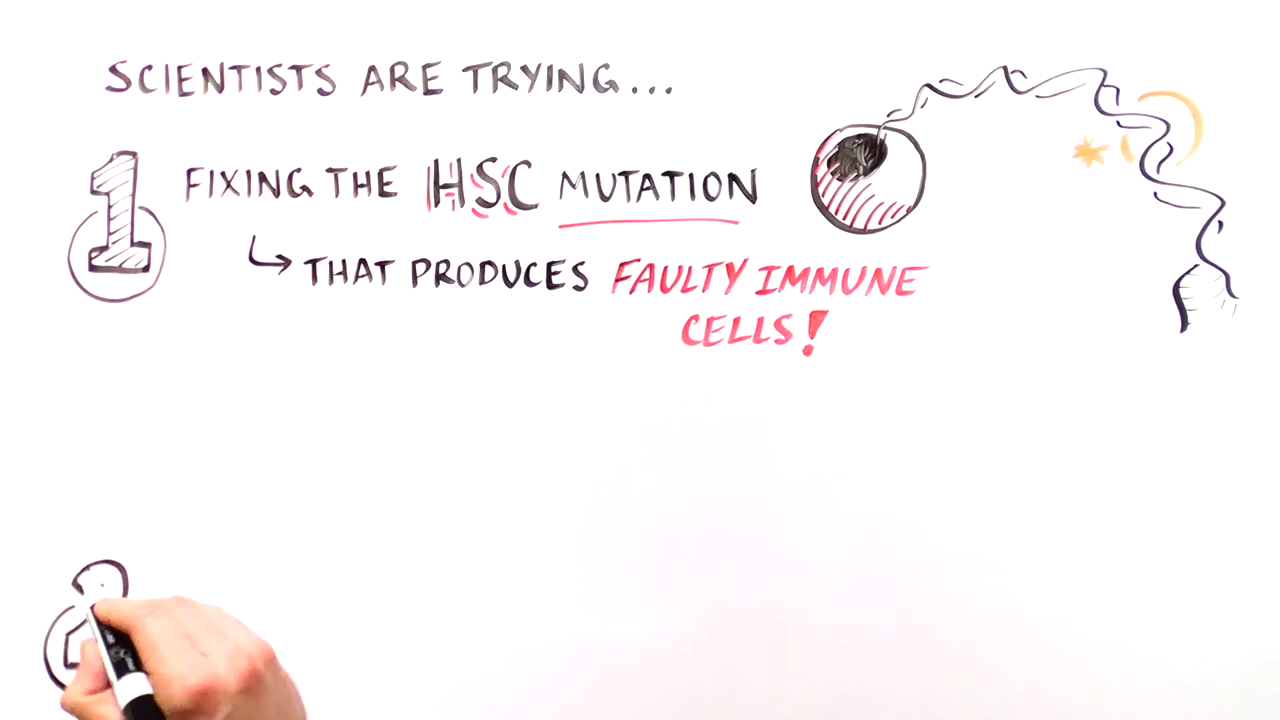 SCIENTISTS ARE TRYING...
1 FIXING THE HSC MUTATION
↳ THAT PRODUCES FAULTY IMMUNE
CELLS!